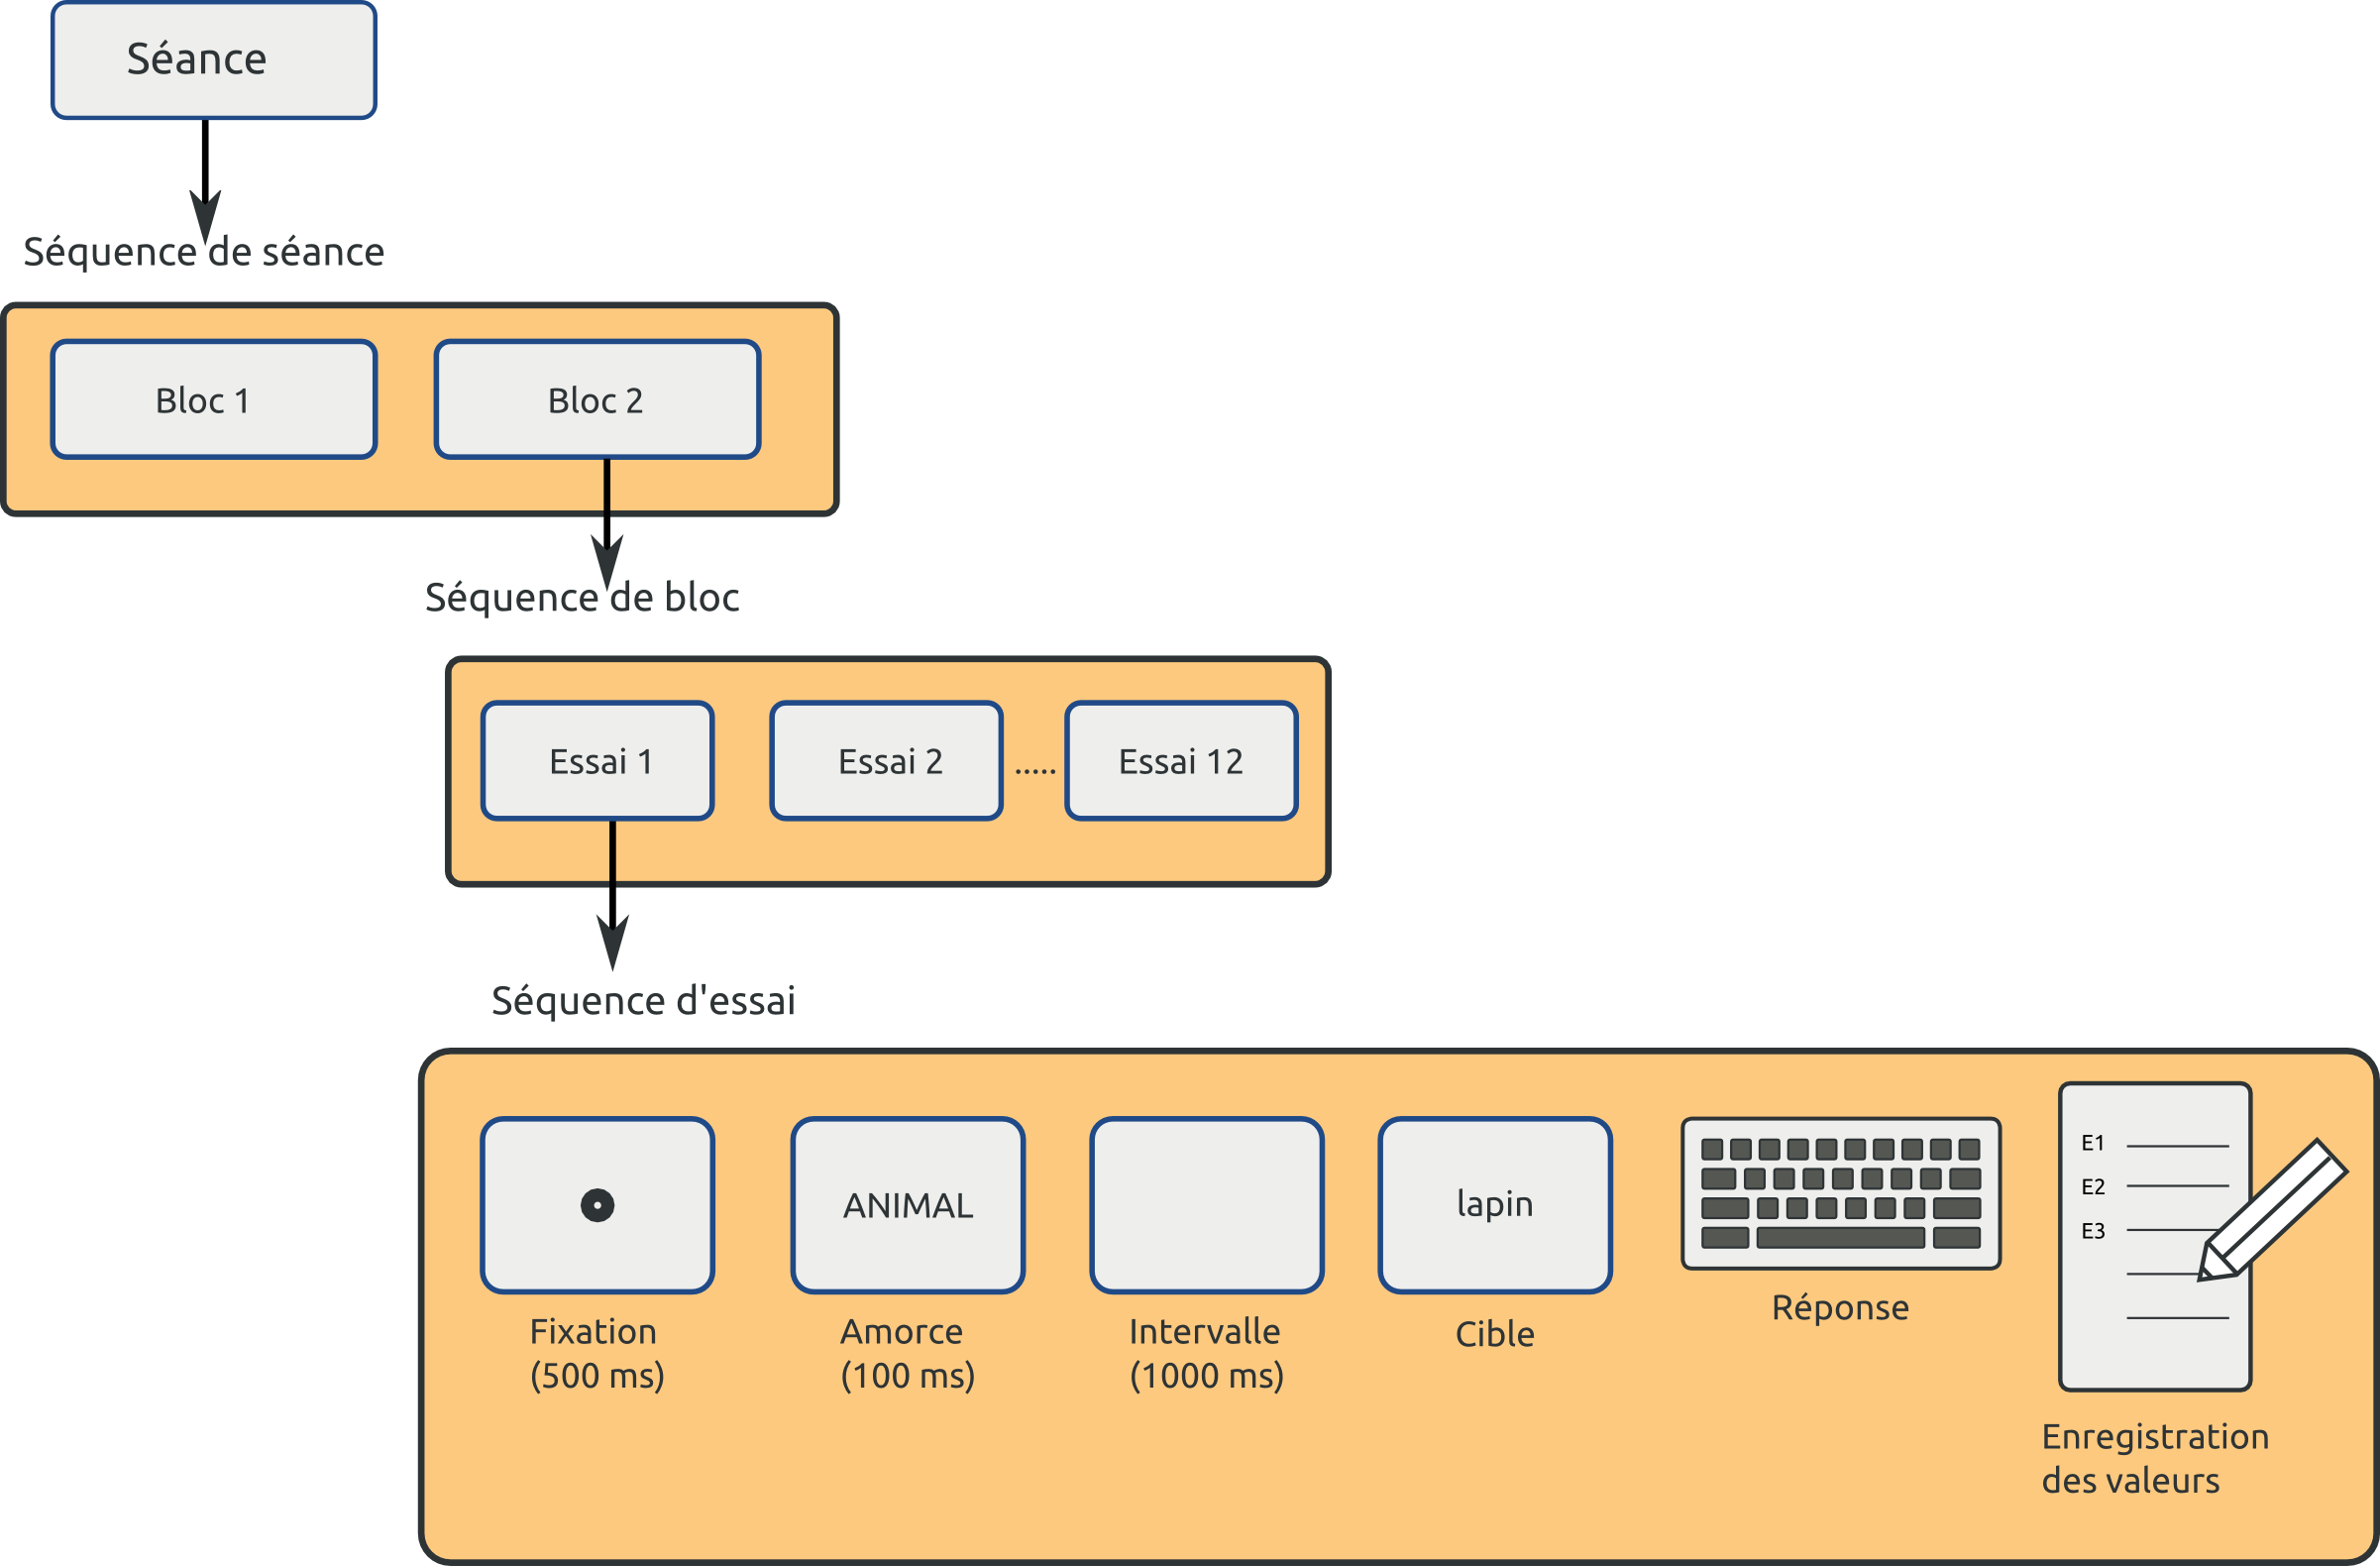 Séance
Séquence de séance
Bloc 1
Bloc 2
Séquence de bloc
Essai 1
Essai 2
.....
Essai 12
Séquence d'essai
ANIMAL
lapin
E1
E2
E3
Fixation
(500 ms)
Amorce
(100 ms)
Intervalle
(1000 ms)
Cible
Réponse
Enregistration
des valeurs